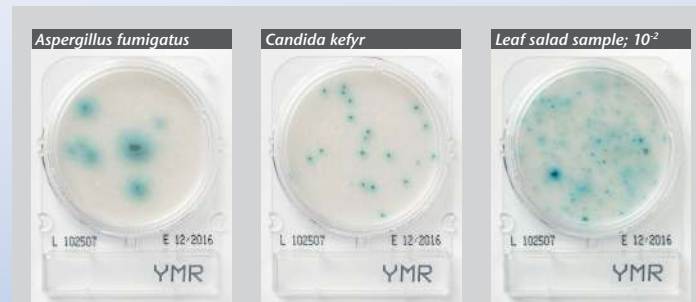 Aspergillus fumigatus
Candida kefyr
Leaf salad sample; 10-2
L 102507 E 12/2016
L 102507 E 12/2016
L 102507 E 12/2016
YMR
YMR
YMR